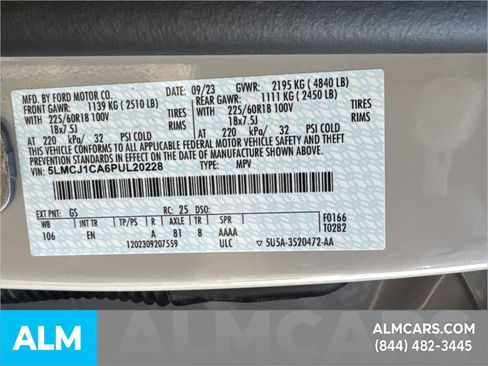 MFD. BY FORD MOTOR CO.
09/23 GVWR: 2195 KG (4840 LB)
FRONT GAWR: 1139 KG (2510 LB)
REAR GAWR: 1111 KG (2450 LB)
WITH 225/60R18 100V TIRES
18x7.5J RIMS
WITH 225/60R18 100V TIRES
18x7.5J RIMS
AT 220 kPa/ 32 PSI COLD
AT 220 kPa/ 32 PSI COLD
THIS VEHICLE CONFORMS TO ALL APPLICABLE FEDERAL MOTOR VEHICLE SAFETY AND THEFT PREVENTION STANDARDS IN EFFECT ON THE DATE OF MANUFACTURE SHOWN ABOVE.
VIN: 5LMCJ1CA6PUL20228 TYPE: MPV
EXT PNT: GS RC: 25 DSO:
WB INT TR TP/PS R AXLE TR SPR
106 EN A 81 8 AAAA
F0166
T0282
1202309207559 ULC 5U5A-3520472-AA
ALMCARS
ALM
ALMCARS.COM
(844) 482-3445